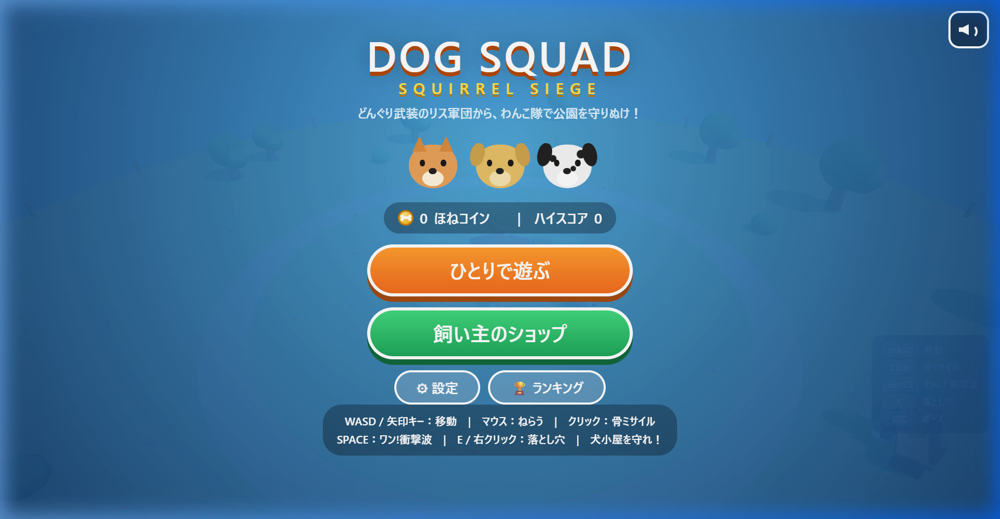 DOG SQUAD
SQUIRREL SIEGE
どんぐり武装のリス軍団から、わんこ隊で公園を守りぬけ！
0 ほねコイン | ハイスコア 0
ひとりで遊ぶ
飼い主のショップ
設定
ランキング
WASD / 矢印キー：移動 | マウス：ねらう | クリック：骨ミサイル
SPACE：ワン!衝撃波 | E / 右クリック：落とし穴 | 犬小屋を守れ！
WASD 移動
Click 骨ミサイル
SPACE わん！衝撃波
E 落とし穴
ESC ポーズ